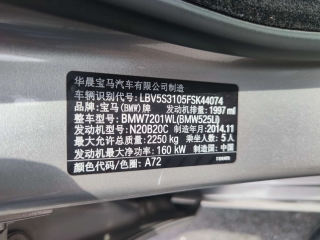 华晨宝马汽车有限公司制造
车辆识别代号: LBV5S3105FSK44074
品牌: 宝马(BMW)牌 发动机排量: 1997 ml
整车型号: BMW7201WL(BMW525Li)
发动机型号: N20B20C 制造年月: 2014.11
最大允许总质量: 2250 kg 乘坐人数: 5人
发动机最大净功率: 160 kW 制造国: 中国
颜色代码/色圈: A72